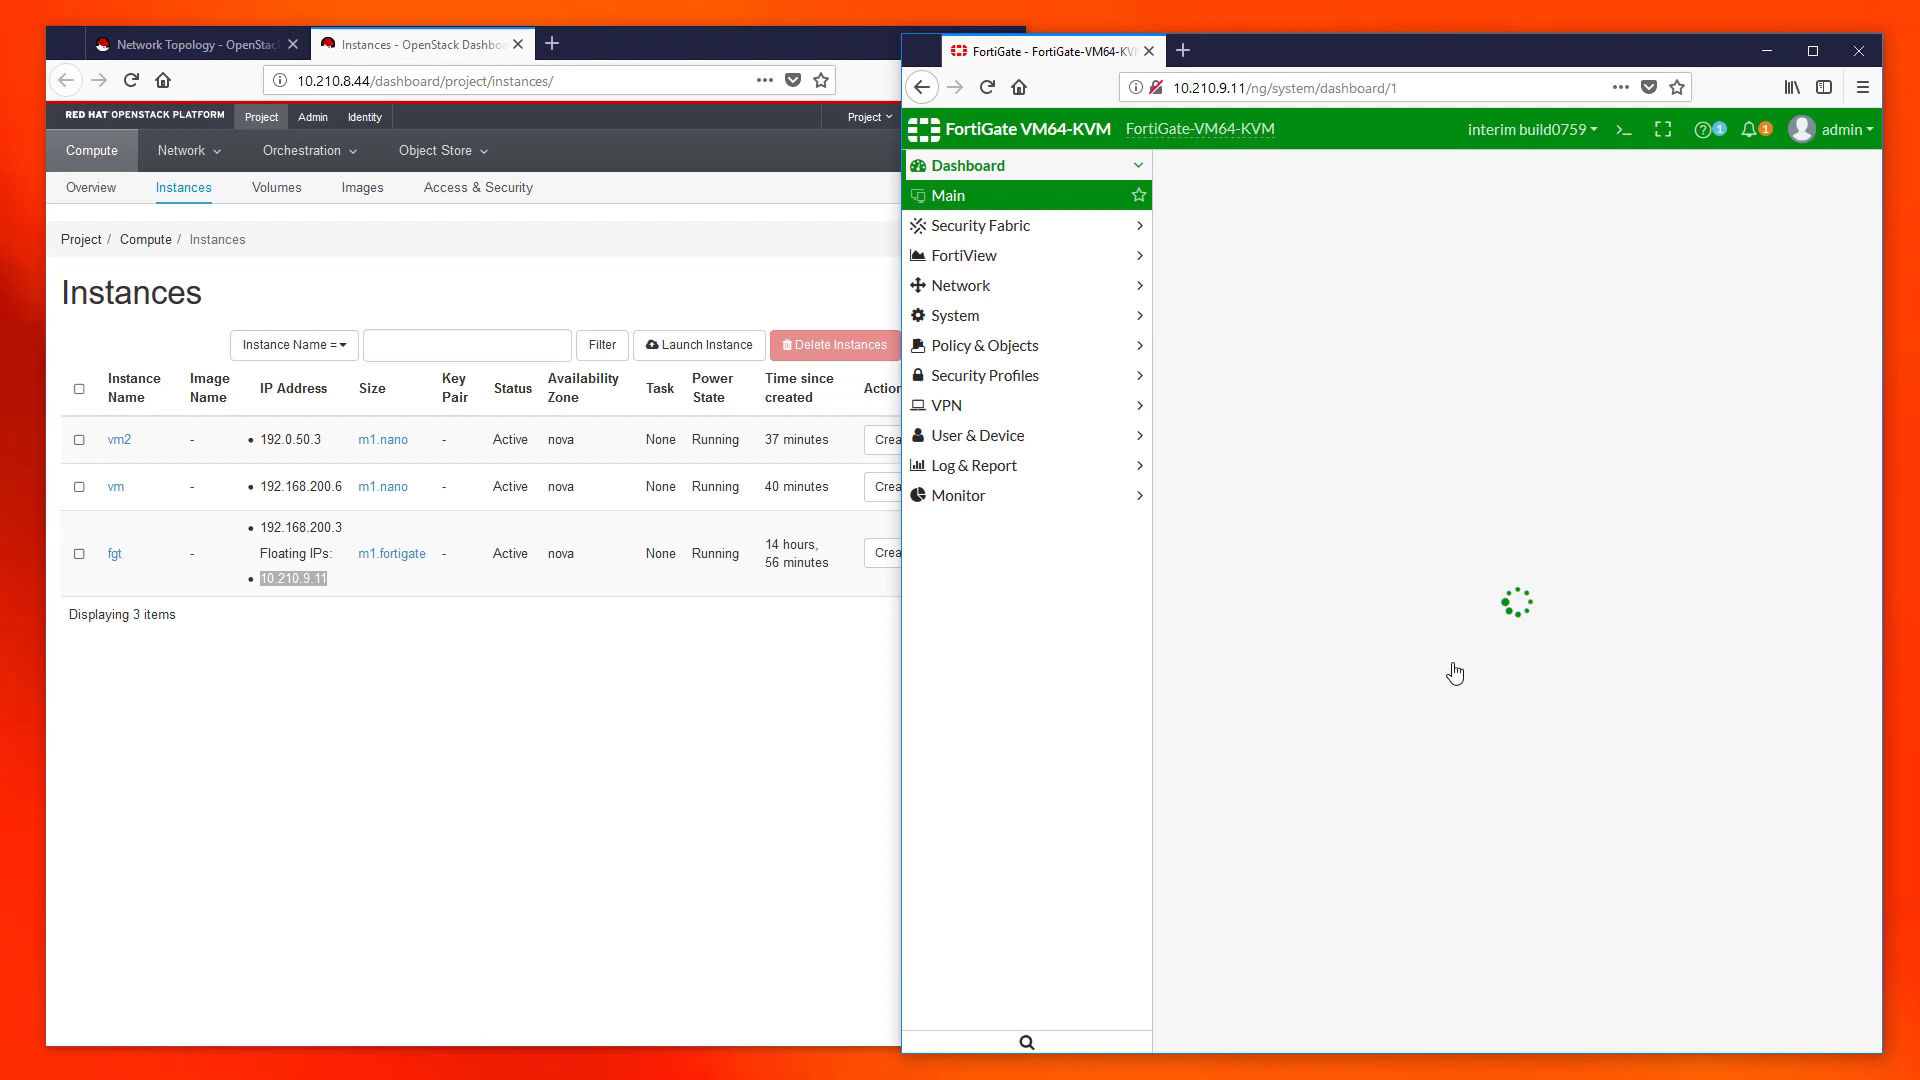 Network Topology - OpenStac
Instances - OpenStack Dashbo
10.210.8.44/dashboard/project/instances/
RED HAT OPENSTACK PLATFORM
Project
Admin
Identity
Project
Compute
Network
Orchestration
Object Store
Overview
Instances
Volumes
Images
Access & Security
Project / Compute / Instances
Instances
Instance Name =
Filter
Launch Instance
Delete Instances
Instance Name
Image Name
IP Address
Size
Key Pair
Status
Availability Zone
Task
Power State
Time since created
Action
vm2 - • 192.0.50.3 m1.nano - Active nova None Running 37 minutes Crea
vm - • 192.168.200.6 m1.nano - Active nova None Running 40 minutes Crea
• 192.168.200.3
Floating IPs:
• 10.210.9.11
fgt - m1.fortigate - Active nova None Running 14 hours, 56 minutes Crea
Displaying 3 items
FortiGate - FortiGate-VM64-KV
10.210.9.11/ng/system/dashboard/1
FortiGate VM64-KVM
FortiGate-VM64-KVM
interim build0759
>_
? 1
1
admin
Dashboard
Main
Security Fabric
FortiView
Network
System
Policy & Objects
Security Profiles
VPN
User & Device
Log & Report
Monitor